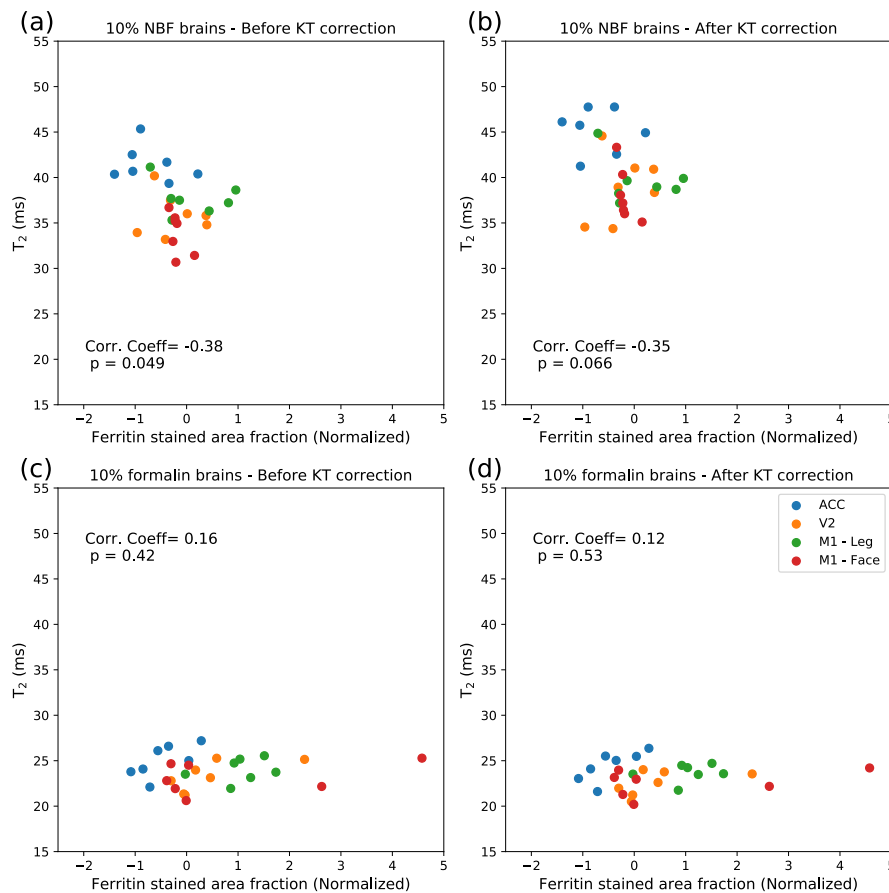 (a)
10% NBF brains - Before KT correction
55
50
45
40
35
30
25
20
15
T2 (ms)
Corr. Coeff= -0.38
p = 0.049
−2
−1
0
1
2
3
4
5
Ferritin stained area fraction (Normalized)
(b)
10% NBF brains - After KT correction
55
50
45
40
35
30
25
20
15
T2 (ms)
Corr. Coeff= -0.35
p = 0.066
−2
−1
0
1
2
3
4
5
Ferritin stained area fraction (Normalized)
(c)
10% formalin brains - Before KT correction
55
50
45
40
35
30
25
20
15
T2 (ms)
Corr. Coeff= 0.16
p = 0.42
−2
−1
0
1
2
3
4
5
Ferritin stained area fraction (Normalized)
(d)
10% formalin brains - After KT correction
55
50
45
40
35
30
25
20
15
T2 (ms)
Corr. Coeff= 0.12
p = 0.53
ACC
V2
M1 - Leg
M1 - Face
−2
−1
0
1
2
3
4
5
Ferritin stained area fraction (Normalized)